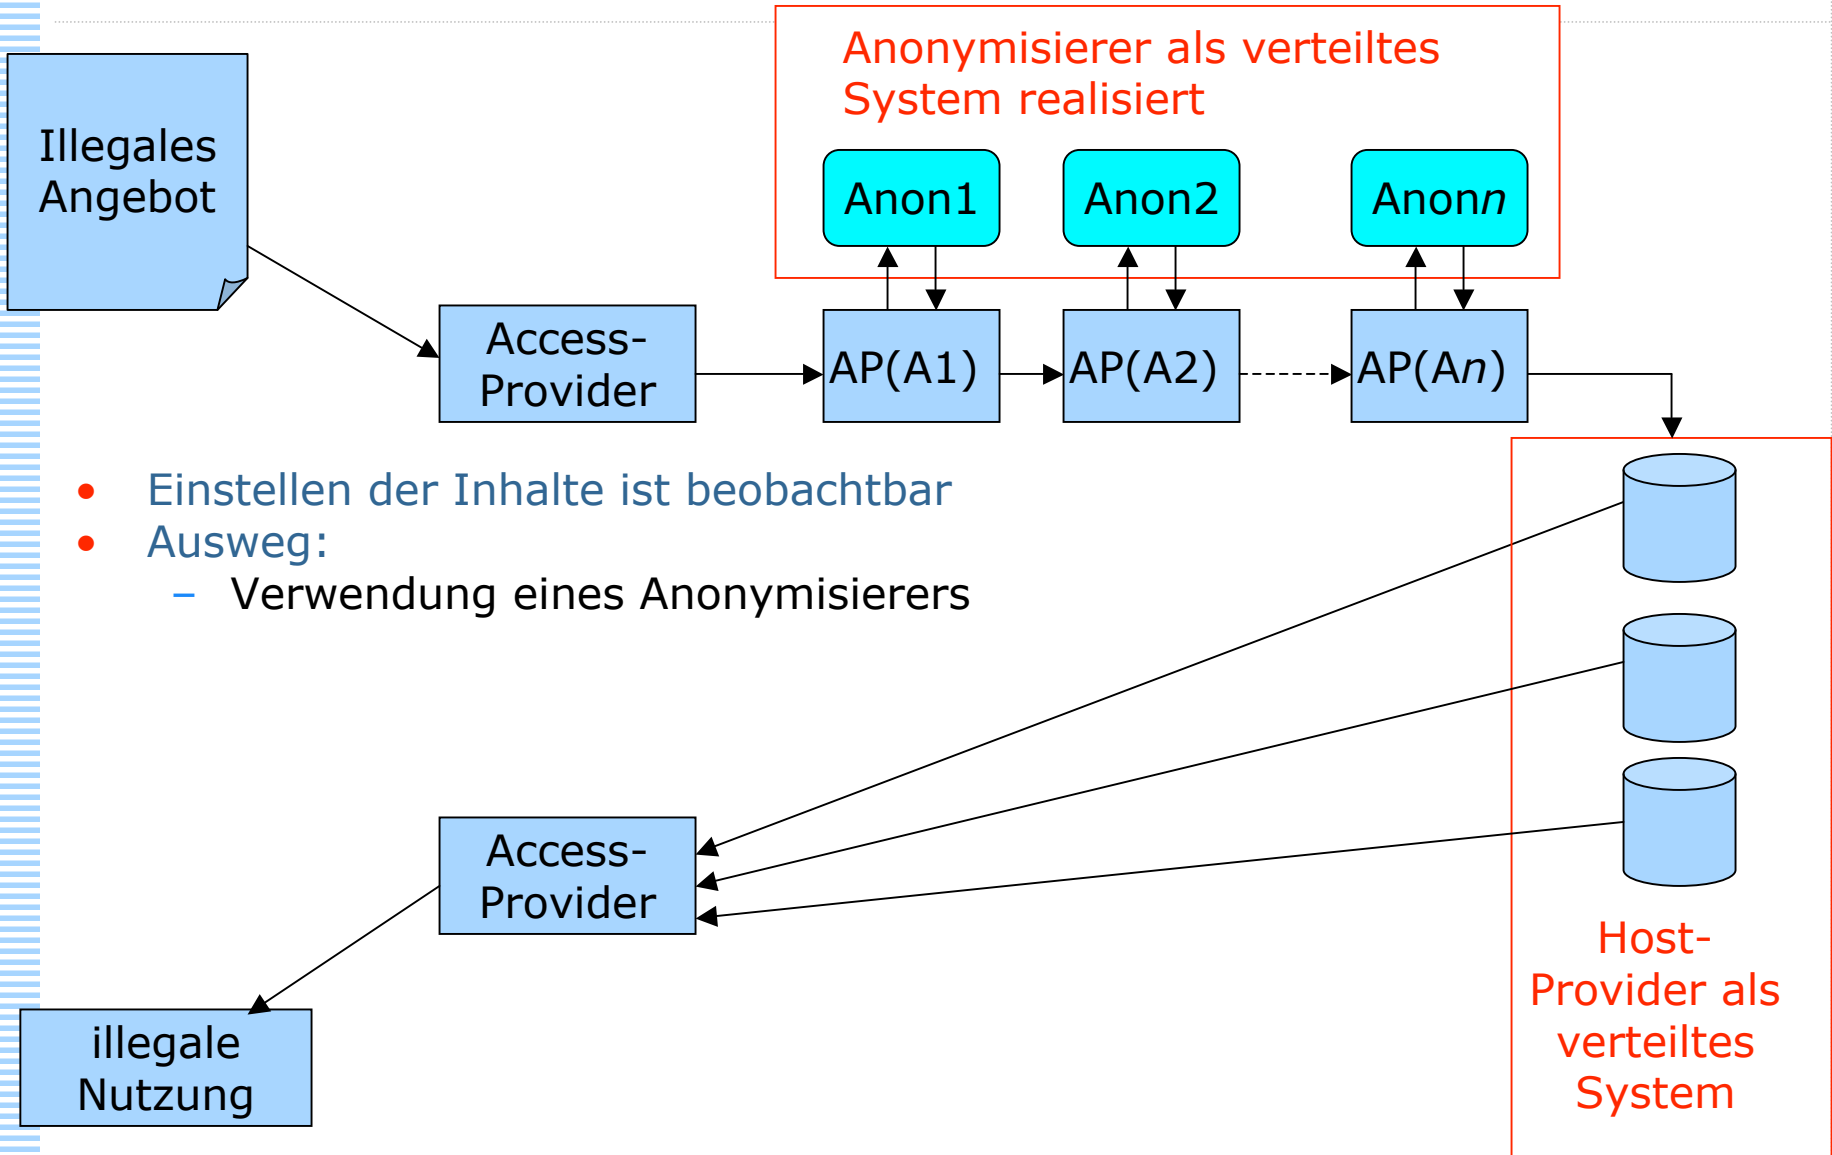 Anonymisierer als verteiltes
System realisiert
Illegales
Angebot
Anon1
Anon2
Anonn
Access-
Provider
AP(A1)
AP(A2)
AP(An)
• Einstellen der Inhalte ist beobachtbar
• Ausweg:
– Verwendung eines Anonymisierers
Access-
Provider
Host-
Provider als
verteiltes
System
illegale
Nutzung